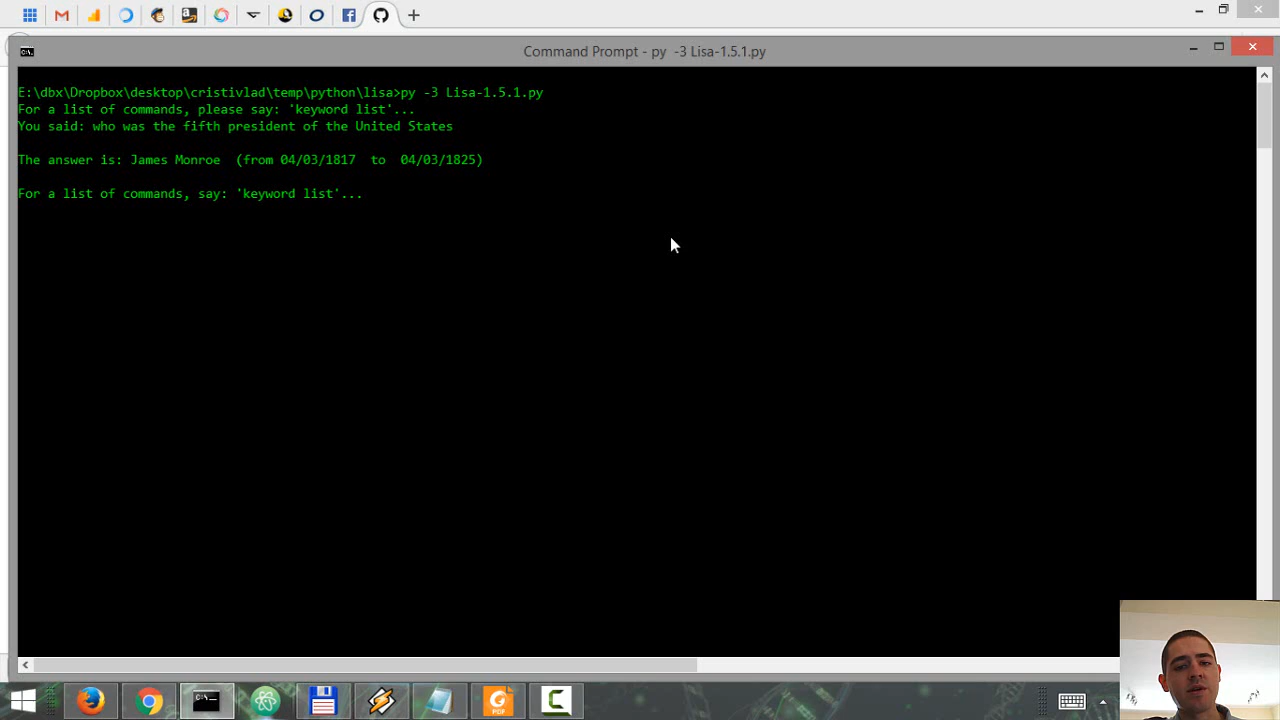 Command Prompt - py  -3 Lisa-1.5.1.py
E:\dbx\Dropbox\desktop\cristivlad\temp\python\lisa>py -3 Lisa-1.5.1.py
For a list of commands, please say: 'keyword list'...
You said: who was the fifth president of the United States
The answer is: James Monroe  (from 04/03/1817  to  04/03/1825)
For a list of commands, say: 'keyword list'...